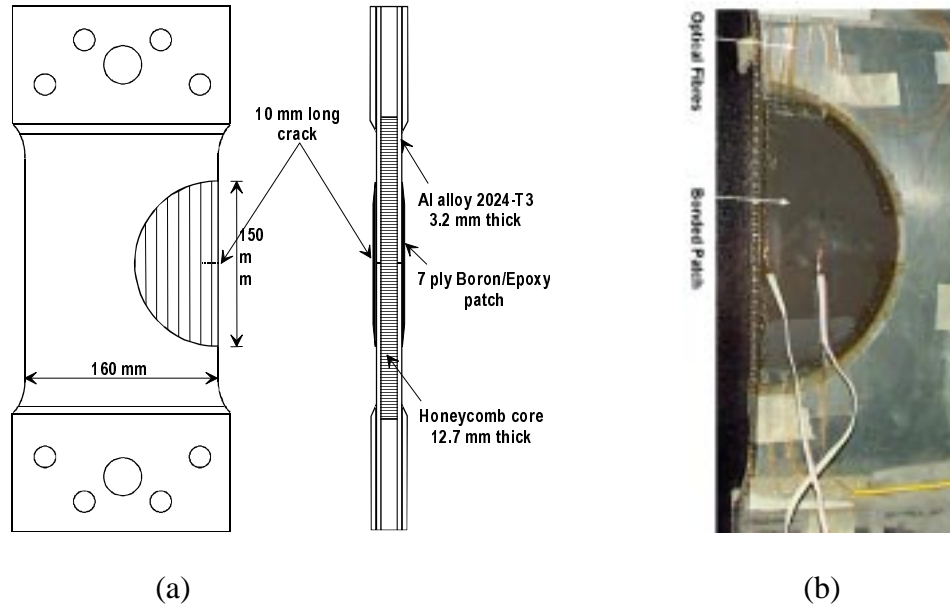 10 mm long
crack
Al alloy 2024-T3
3.2 mm thick
150
m
m
7 ply Boron/Epoxy
patch
160 mm
Honeycomb core
12.7 mm thick
Optical Fibres
Bonded Patch
(a)
(b)